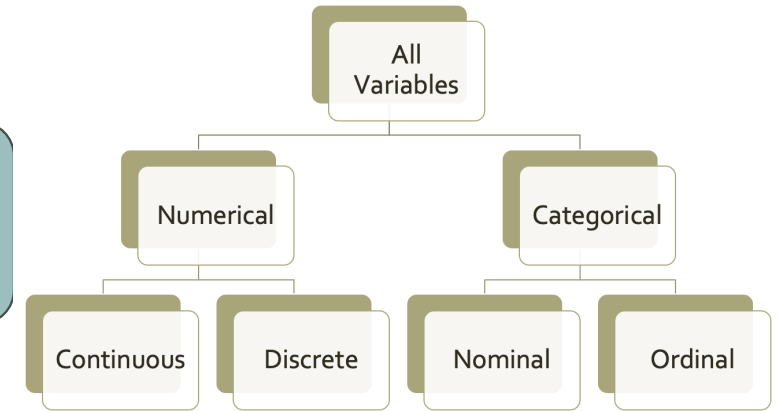 All
Variables
Numerical
Categorical
Continuous
Discrete
Nominal
Ordinal